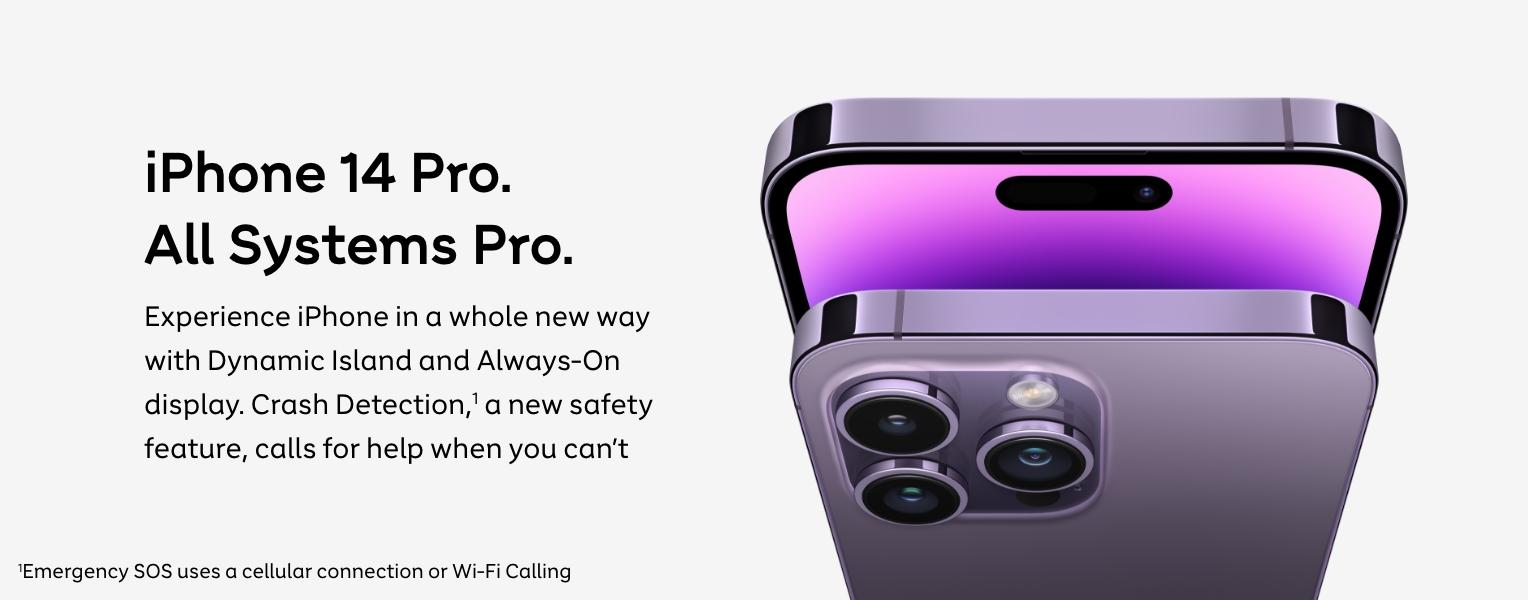 iPhone 14 Pro.
All Systems Pro.
Experience iPhone in a whole new way
with Dynamic Island and Always-On
display. Crash Detection,¹ a new safety
feature, calls for help when you can’t
¹Emergency SOS uses a cellular connection or Wi-Fi Calling